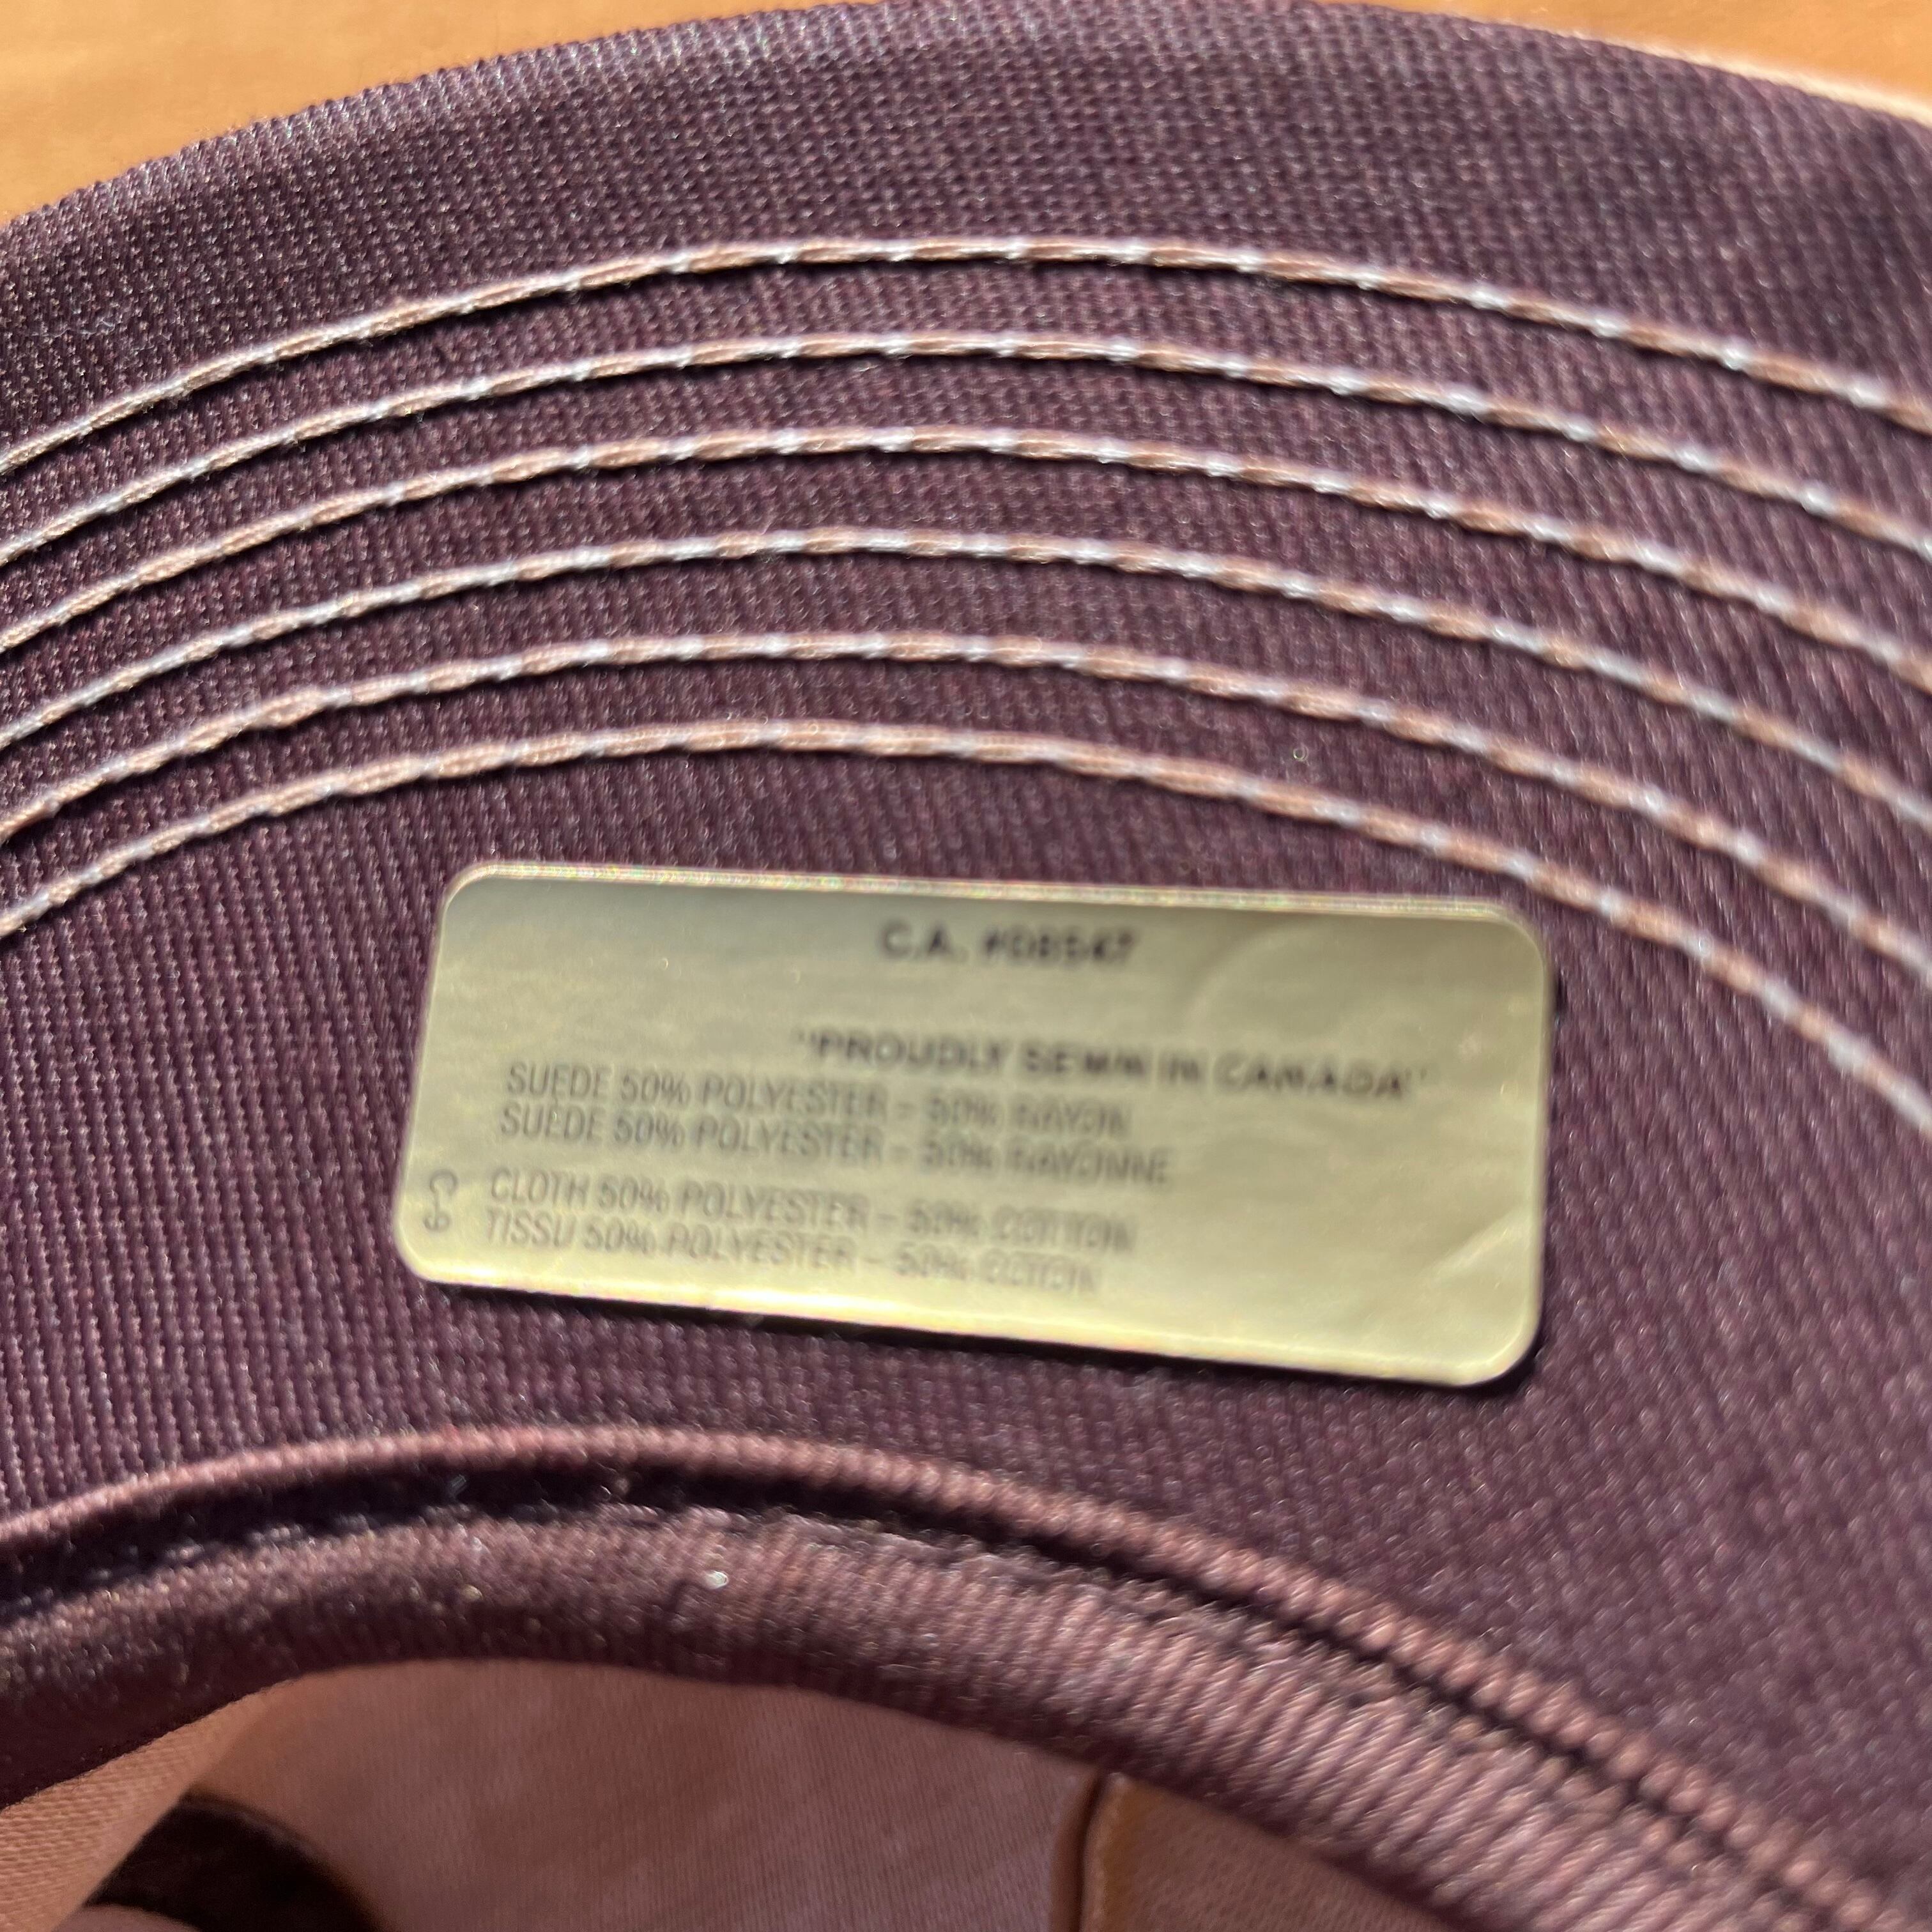 C.A. #08547
"PROUDLY SEWN IN CANADA"
SUEDE 50% POLYESTER – 50% RAYON
SUEDE 50% POLYESTER – 50% RAYONNE
CLOTH 50% POLYESTER – 50% COTTON
TISSU 50% POLYESTER – 50% COTON